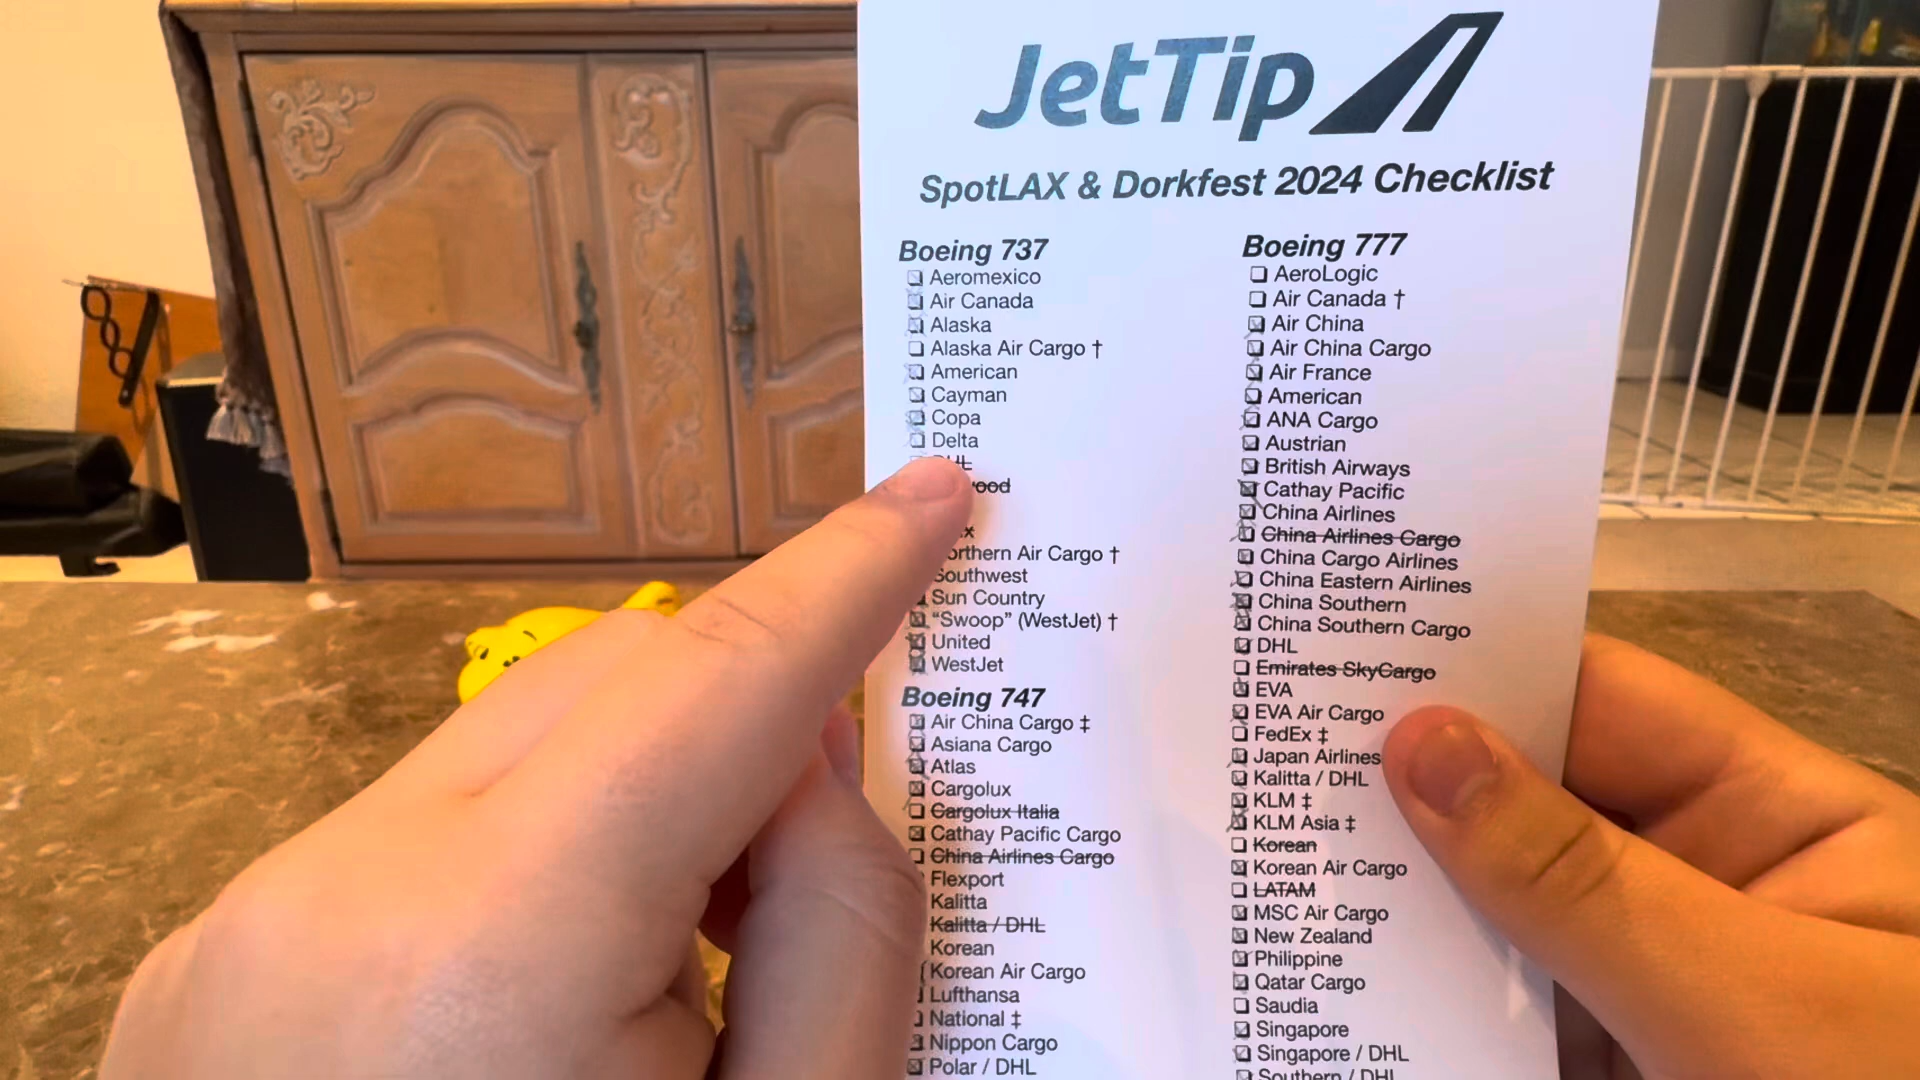 JetTip
SpotLAX & Dorkfest 2024 Checklist
Boeing 737
Aeromexico
Air Canada
Alaska
Alaska Air Cargo †
American
Cayman
Copa
Delta
DHL
orthern Air Cargo †
Southwest
Sun Country
“Swoop” (WestJet) †
United
WestJet
Boeing 747
Air China Cargo ‡
Asiana Cargo
Atlas
Cargolux
Cargolux Italia
Cathay Pacific Cargo
China Airlines Cargo
Flexport
Kalitta
Kalitta / DHL
Korean
Korean Air Cargo
Lufthansa
National ‡
Nippon Cargo
Polar / DHL
Boeing 777
AeroLogic
Air Canada †
Air China
Air China Cargo
Air France
American
ANA Cargo
Austrian
British Airways
Cathay Pacific
China Airlines
China Airlines Cargo
China Cargo Airlines
China Eastern Airlines
China Southern
China Southern Cargo
DHL
Emirates SkyCargo
EVA
EVA Air Cargo
FedEx ‡
Japan Airlines
Kalitta / DHL
KLM ‡
KLM Asia ‡
Korean
Korean Air Cargo
LATAM
MSC Air Cargo
New Zealand
Philippine
Qatar Cargo
Saudia
Singapore
Singapore / DHL
Southern / DHL